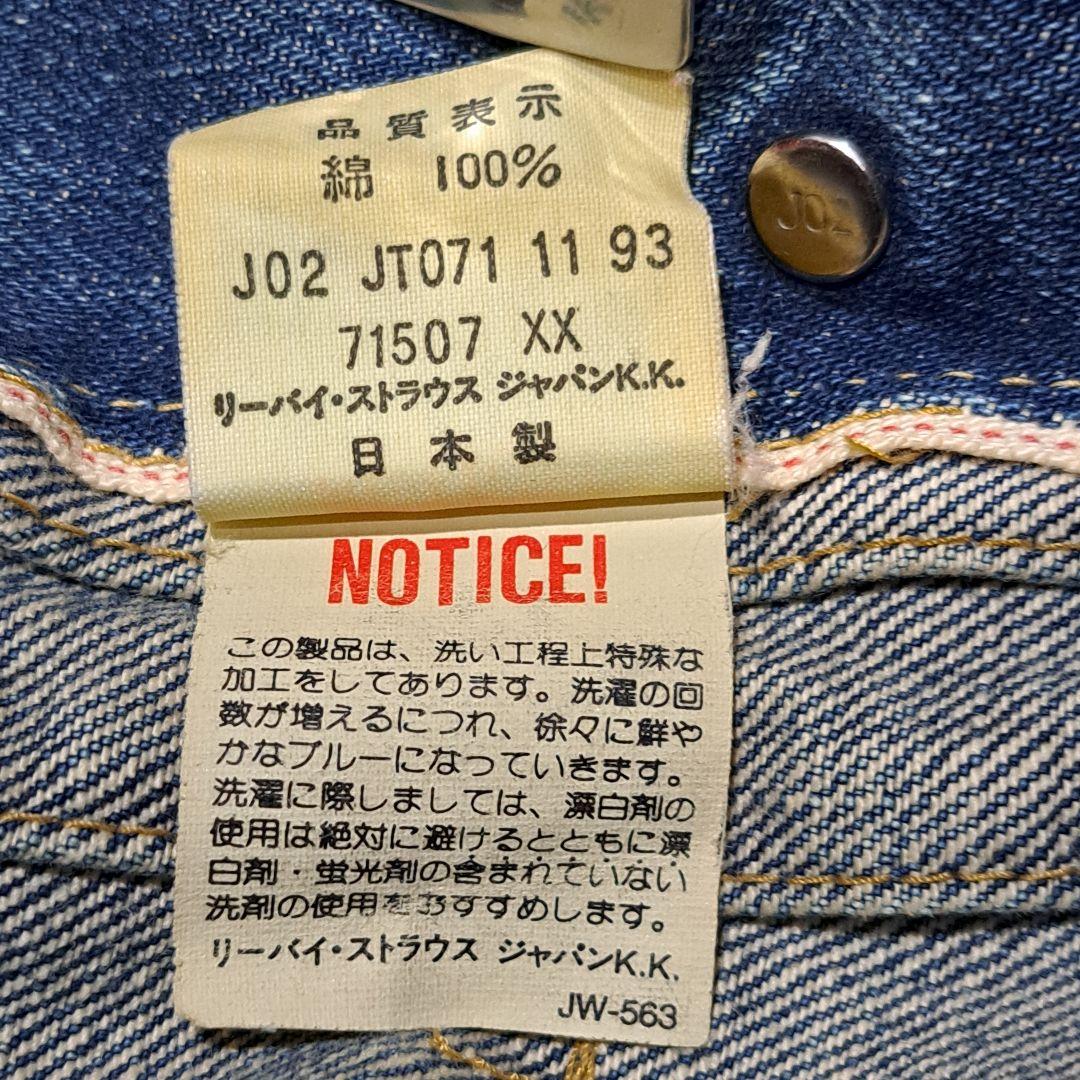 品質表示
綿 100%
J02 JT071 11 93
71507 XX
リーバイ・ストラウス ジャパンK.K.
日本製
J02
NOTICE!
この製品は、洗い工程上特殊な
加工をしてあります。洗濯の回
数が増えるにつれ、徐々に鮮や
かなブルーになっていきます。
洗濯に際しましては、漂白剤の
使用は絶対に避けるとともに漂
白剤・蛍光剤の含まれていない
洗剤の使用をおすすめします。
リーバイ・ストラウス ジャパンK.K.
JW-563